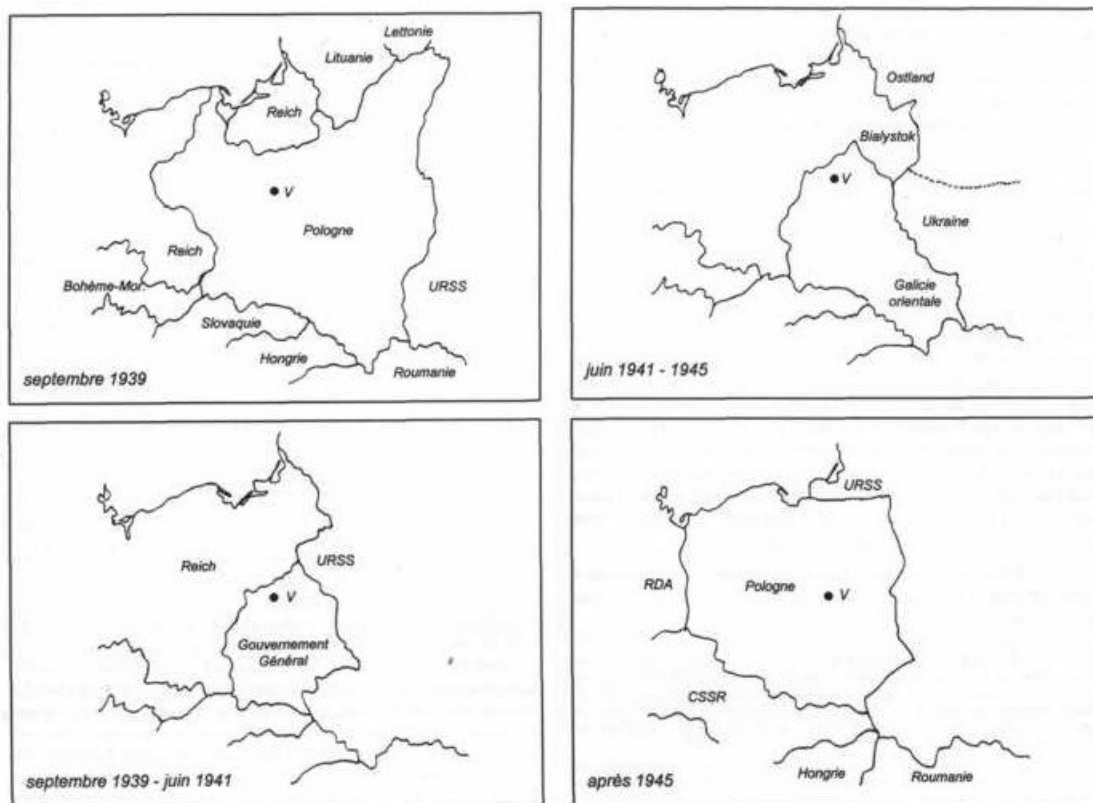 Lettonie
Lituanie
Reich
V
Pologne
Reich
Bohème-Mor.
URSS
Slovaquie
Hongrie
Roumanie
septembre 1939
Ostland
Bialystok
V
Ukraine
Galicie
orientale
juin 1941 - 1945
Reich
URSS
V
Gouvernement
Général
septembre 1939 - juin 1941
URSS
RDA
Pologne
V
CSSR
Hongrie
Roumanie
après 1945